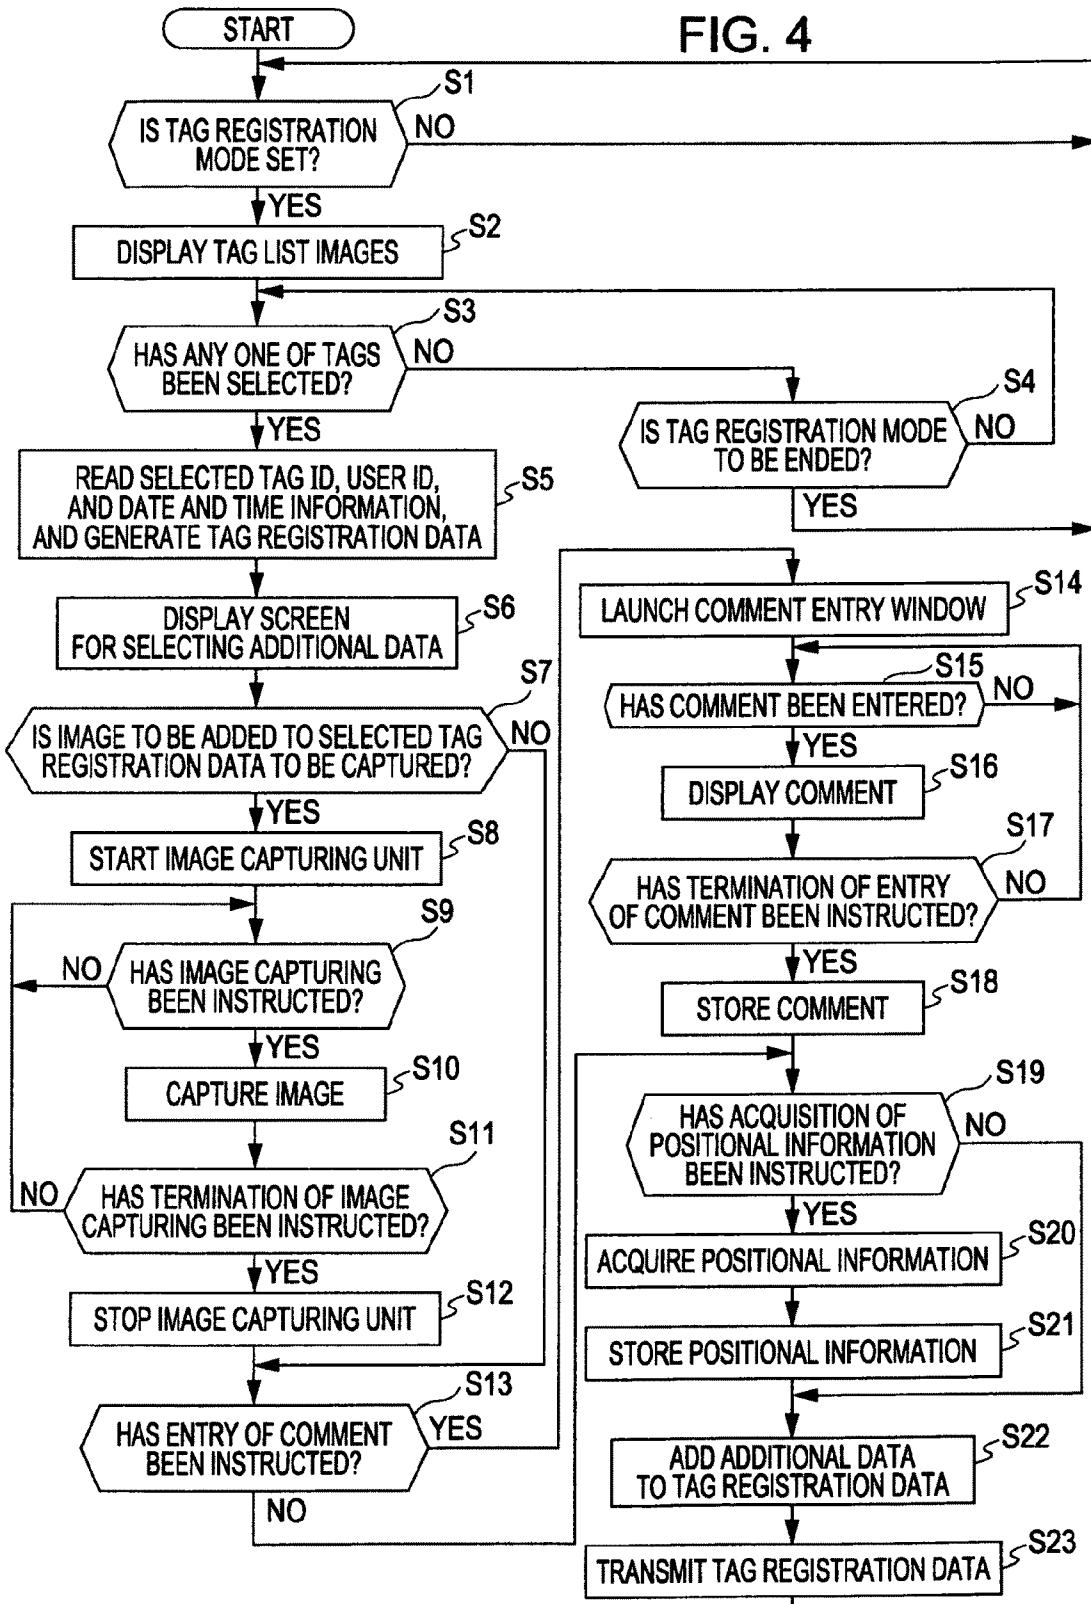 FIG. 4
START
S1
IS TAG REGISTRATION
MODE SET?
NO
YES
S2
DISPLAY TAG LIST IMAGES
S3
HAS ANY ONE OF TAGS
BEEN SELECTED?
NO
YES
S4
IS TAG REGISTRATION MODE
TO BE ENDED?
NO
YES
S5
READ SELECTED TAG ID, USER ID,
AND DATE AND TIME INFORMATION,
AND GENERATE TAG REGISTRATION DATA
S6
DISPLAY SCREEN
FOR SELECTING ADDITIONAL DATA
S7
IS IMAGE TO BE ADDED TO SELECTED TAG
REGISTRATION DATA TO BE CAPTURED?
NO
YES
S8
START IMAGE CAPTURING UNIT
S9
NO
HAS IMAGE CAPTURING
BEEN INSTRUCTED?
YES
S10
CAPTURE IMAGE
S11
NO
HAS TERMINATION OF IMAGE
CAPTURING BEEN INSTRUCTED?
YES
S12
STOP IMAGE CAPTURING UNIT
S13
HAS ENTRY OF COMMENT
BEEN INSTRUCTED?
YES
NO
S14
LAUNCH COMMENT ENTRY WINDOW
S15
HAS COMMENT BEEN ENTERED?
NO
YES
S16
DISPLAY COMMENT
S17
HAS TERMINATION OF ENTRY
OF COMMENT BEEN INSTRUCTED?
NO
YES
S18
STORE COMMENT
S19
HAS ACQUISITION OF
POSITIONAL INFORMATION
BEEN INSTRUCTED?
NO
YES
S20
ACQUIRE POSITIONAL INFORMATION
S21
STORE POSITIONAL INFORMATION
S22
ADD ADDITIONAL DATA
TO TAG REGISTRATION DATA
S23
TRANSMIT TAG REGISTRATION DATA